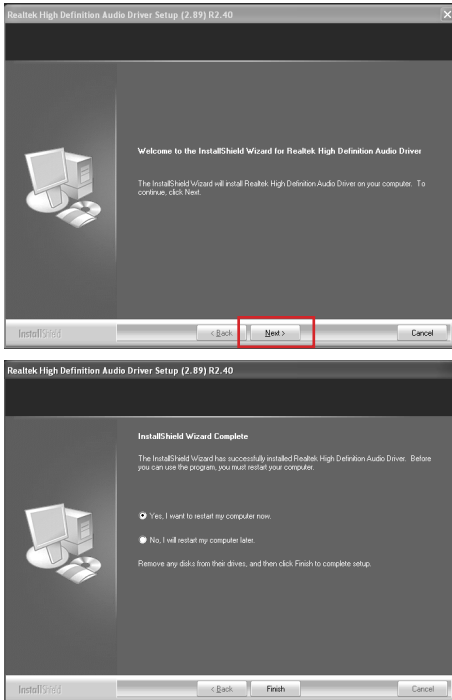 Realtek High Definition Audio Driver Setup (2.89) R2.40
Welcome to the InstallShield Wizard for Realtek High Definition Audio Driver
The InstallShield Wizard will install Realtek High Definition Audio Driver on your computer. To
continue, click Next.
InstallShield
< Back
Next >
Cancel
Realtek High Definition Audio Driver Setup (2.89) R2.40
InstallShield Wizard Complete
The InstallShield Wizard has successfully installed Realtek High Definition Audio Driver. Before
you can use the program, you must restart your computer.
Yes, I want to restart my computer now.
No, I will restart my computer later.
Remove any disks from their drives, and then click Finish to complete setup.
InstallShield
< Back
Finish
Cancel